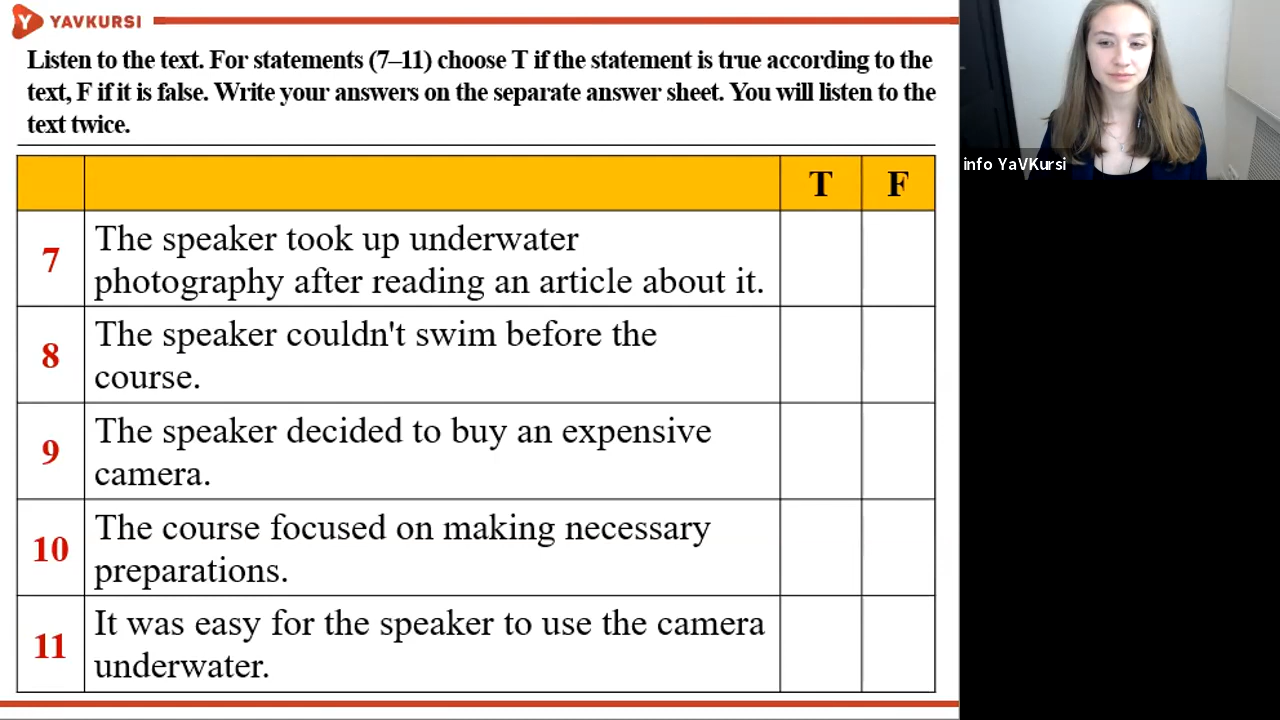 YAVKURSI
Listen to the text. For statements (7–11) choose T if the statement is true according to the
text, F if it is false. Write your answers on the separate answer sheet. You will listen to the
text twice.
T F
7 The speaker took up underwater
photography after reading an article about it.
8 The speaker couldn't swim before the
course.
9 The speaker decided to buy an expensive
camera.
10 The course focused on making necessary
preparations.
11 It was easy for the speaker to use the camera
underwater.
info YaVKursi